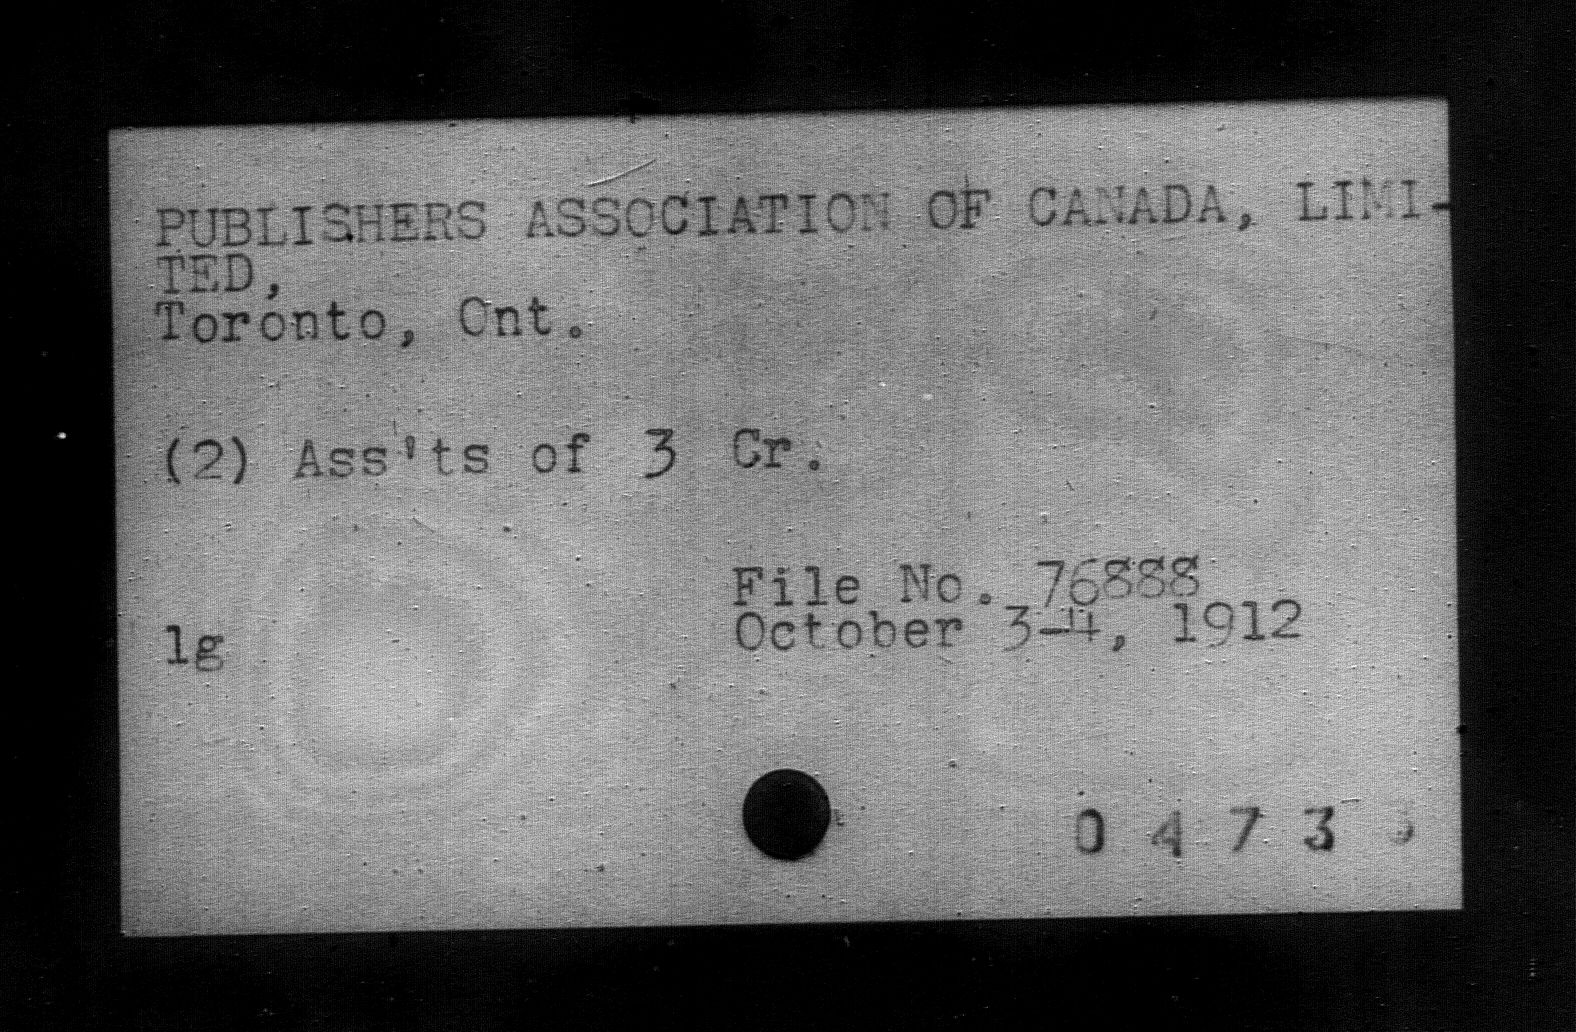 PUBLISHERS ASSOCIATION OF CANADA, LIMI-
TED,
Toronto, Ont.
(2) Ass'ts of 3 Cr.
File No. 76888
October 3-4, 1912
lg
0 4 7 3